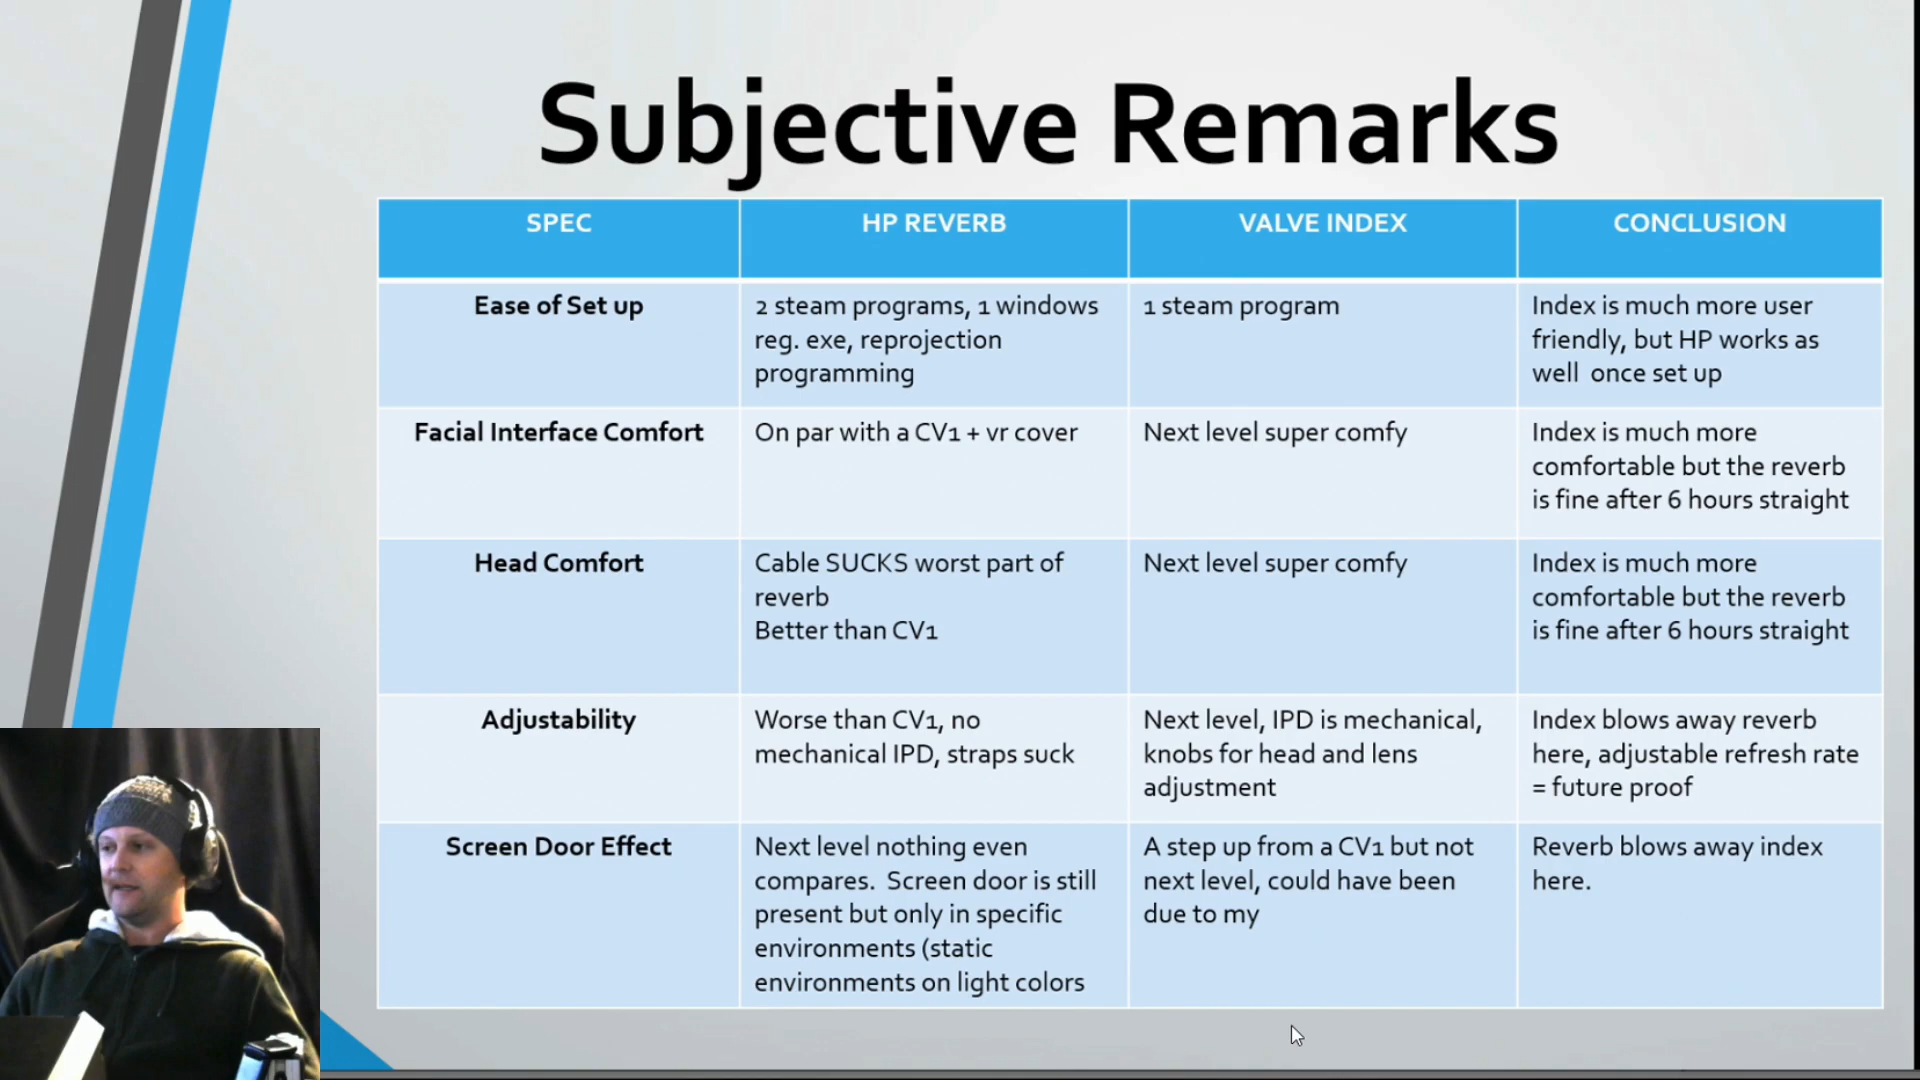 Subjective Remarks
SPEC HP REVERB VALVE INDEX CONCLUSION
Ease of Set up
2 steam programs, 1 windows
reg. exe, reprojection
programming
1 steam program
Index is much more user
friendly, but HP works as
well once set up
Facial Interface Comfort
On par with a CV1 + vr cover
Next level super comfy
Index is much more
comfortable but the reverb
is fine after 6 hours straight
Head Comfort
Cable SUCKS worst part of
reverb
Better than CV1
Next level super comfy
Index is much more
comfortable but the reverb
is fine after 6 hours straight
Adjustability
Worse than CV1, no
mechanical IPD, straps suck
Next level, IPD is mechanical,
knobs for head and lens
adjustment
Index blows away reverb
here, adjustable refresh rate
= future proof
Screen Door Effect
Next level nothing even
compares. Screen door is still
present but only in specific
environments (static
environments on light colors
A step up from a CV1 but not
next level, could have been
due to my
Reverb blows away index
here.